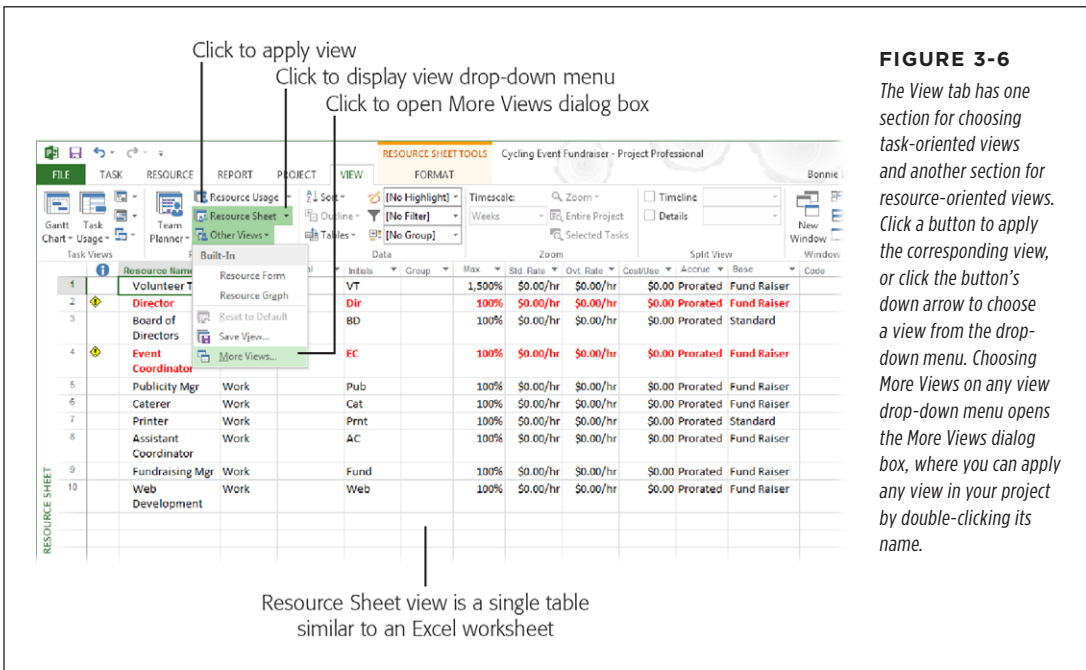 Click to apply view
Click to display view drop-down menu
Click to open More Views dialog box
RESOURCE SHEET TOOLS Cycling Event Fundraiser - Project Professional
FILE TASK RESOURCE REPORT PROJECT VIEW FORMAT Bonnie
Resource Usage Sort [No Highlight] Timescale: Zoom Timeline
Gantt Chart Task Usage Team Planner Resource Sheet Outline [No Filter] Weeks Entire Project Details New Window
Other Views Tables [No Group] Selected Tasks
Task Views Data Zoom Split View Window
Built-In
Resource Form
Resource Graph
Reset to Default
Save View...
More Views...
Resource Name Initials Group Max. Std. Rate Ovt. Rate Cost/Use Accrue Base Code
1 Volunteer VT 1,500% $0.00/hr $0.00/hr $0.00 Prorated Fund Raiser
2 Director Dir 100% $0.00/hr $0.00/hr $0.00 Prorated Fund Raiser
3 Board of Directors BD 100% $0.00/hr $0.00/hr $0.00 Prorated Standard
4 Event Coordinator EC 100% $0.00/hr $0.00/hr $0.00 Prorated Fund Raiser
5 Publicity Mgr Work Pub 100% $0.00/hr $0.00/hr $0.00 Prorated Fund Raiser
6 Caterer Work Cat 100% $0.00/hr $0.00/hr $0.00 Prorated Fund Raiser
7 Printer Work Prnt 100% $0.00/hr $0.00/hr $0.00 Prorated Standard
8 Assistant Coordinator Work AC 100% $0.00/hr $0.00/hr $0.00 Prorated Fund Raiser
9 Fundraising Mgr Work Fund 100% $0.00/hr $0.00/hr $0.00 Prorated Fund Raiser
10 Web Development Work Web 100% $0.00/hr $0.00/hr $0.00 Prorated Fund Raiser
RESOURCE SHEET
Resource Sheet view is a single table
similar to an Excel worksheet
FIGURE 3-6
The View tab has one
section for choosing
task-oriented views
and another section for
resource-oriented views.
Click a button to apply
the corresponding view,
or click the button's
down arrow to choose
a view from the drop-
down menu. Choosing
More Views on any view
drop-down menu opens
the More Views dialog
box, where you can apply
any view in your project
by double-clicking its
name.